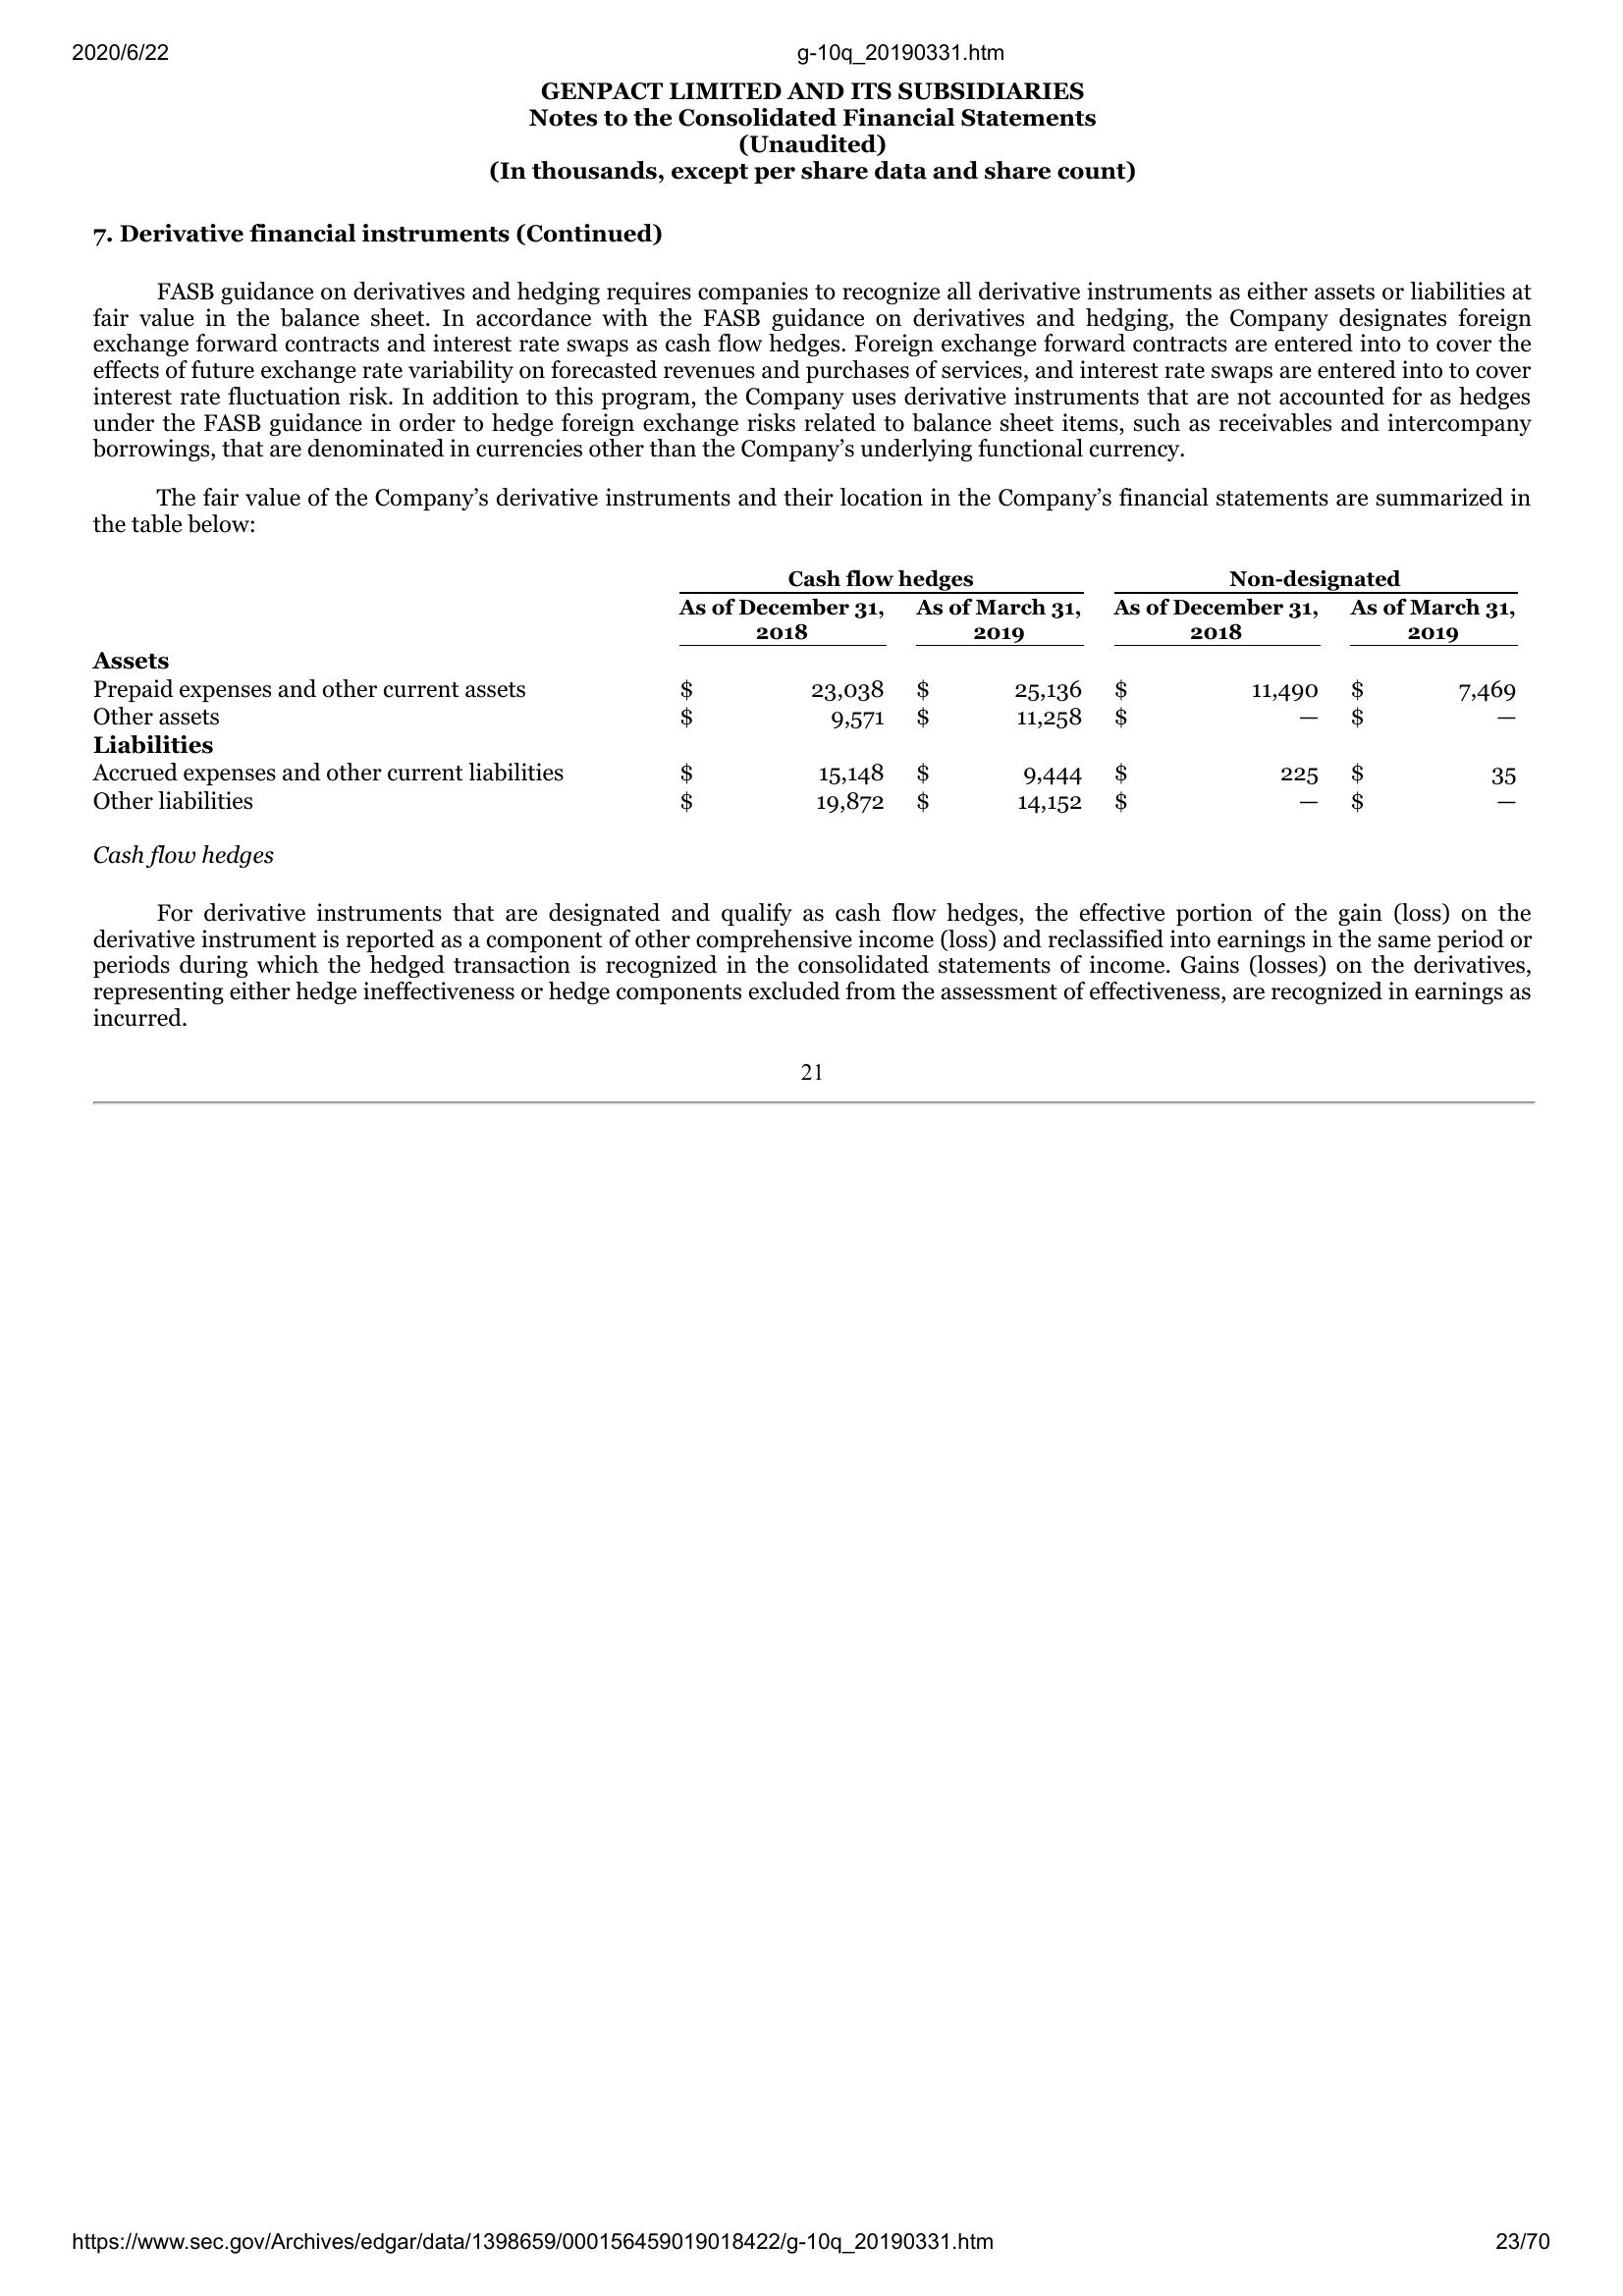 2020/6/22 g-10q_20190331.htm
GENPACT LIMITED AND ITS SUBSIDIARIES
Notes to the Consolidated Financial Statements
(Unaudited)
(In thousands, except per share data and share count)
7. Derivative financial instruments (Continued)
FASB guidance on derivatives and hedging requires companies to recognize all derivative instruments as either assets or liabilities at
fair value in the balance sheet. In accordance with the FASB guidance on derivatives and hedging, the Company designates foreign
exchange forward contracts and interest rate swaps as cash flow hedges. Foreign exchange forward contracts are entered into to cover the
effects of future exchange rate variability on forecasted revenues and purchases of services, and interest rate swaps are entered into to cover
interest rate fluctuation risk. In addition to this program, the Company uses derivative instruments that are not accounted for as hedges
under the FASB guidance in order to hedge foreign exchange risks related to balance sheet items, such as receivables and intercompany
borrowings, that are denominated in currencies other than the Company’s underlying functional currency.
The fair value of the Company’s derivative instruments and their location in the Company’s financial statements are summarized in
the table below:
Cash flow hedges Non-designated
As of December 31, As of March 31, As of December 31, As of March 31,
2018 2019 2018 2019
Assets
Prepaid expenses and other current assets $ 23,038 $ 25,136 $ 11,490 $ 7,469
Other assets $ 9,571 $ 11,258 $ — $ —
Liabilities
Accrued expenses and other current liabilities $ 15,148 $ 9,444 $ 225 $ 35
Other liabilities $ 19,872 $ 14,152 $ — $ —
Cash flow hedges
For derivative instruments that are designated and qualify as cash flow hedges, the effective portion of the gain (loss) on the
derivative instrument is reported as a component of other comprehensive income (loss) and reclassified into earnings in the same period or
periods during which the hedged transaction is recognized in the consolidated statements of income. Gains (losses) on the derivatives,
representing either hedge ineffectiveness or hedge components excluded from the assessment of effectiveness, are recognized in earnings as
incurred.
21
https://www.sec.gov/Archives/edgar/data/1398659/000156459019018422/g-10q_20190331.htm 23/70